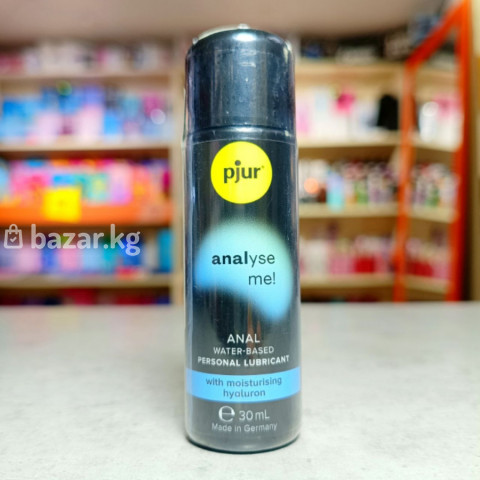 pjur
analyse
me!
bazar.kg
ANAL
WATER-BASED
PERSONAL LUBRICANT
with moisturising
hyaluron
℮ 30 mL
Made in Germany